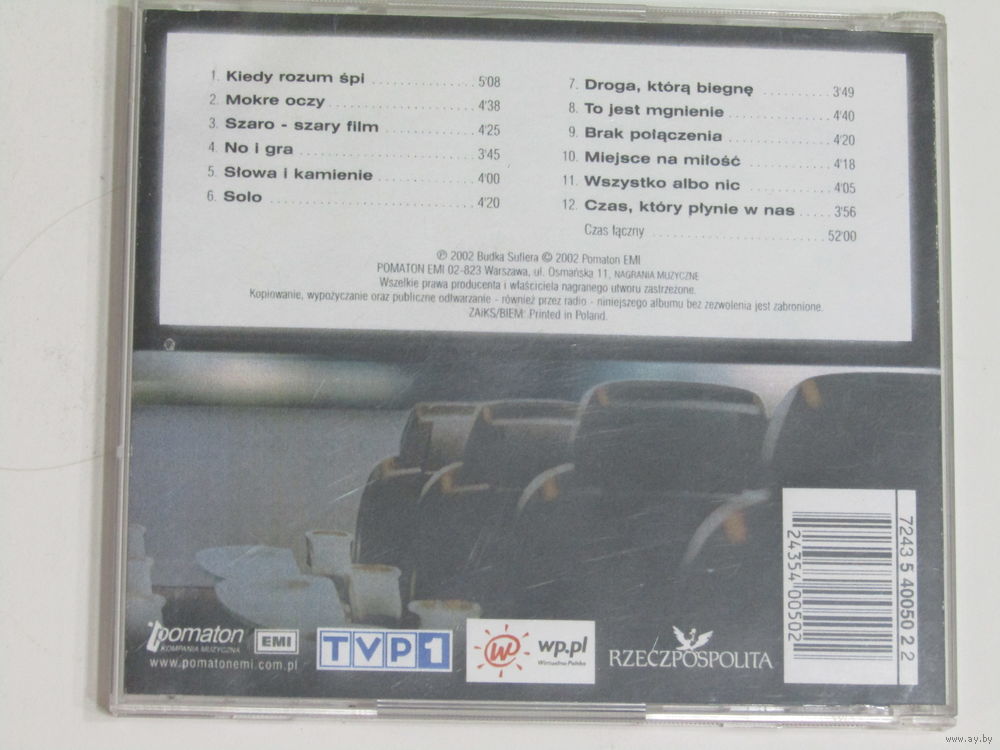 1. Kiedy rozum śpi ............... 5'08
2. Mokre oczy ............... 4'38
3. Szaro - szary film ............... 4'25
4. No i gra ............... 3'45
5. Słowa i kamienie ............... 4'00
6. Solo ............... 4'20
7. Droga, którą biegnę ............... 3'49
8. To jest mgnienie ............... 4'40
9. Brak połączenia ............... 4'20
10. Miejsce na miłość ............... 4'18
11. Wszystko albo nic ............... 4'05
12. Czas, który płynie w nas ..... 3'56
Czas łączny ............... 52'00
℗ 2002 Budka Suflera © 2002 Pomaton EMI
POMATON EMI 02-823 Warszawa, ul. Osmańska 11, NAGRANIA MUZYCZNE
Wszelkie prawa producenta i właściciela nagranego utworu zastrzeżone.
Kopiowanie, wypożyczanie oraz publiczne odtwarzanie - również przez radio - niniejszego albumu bez zezwolenia jest zabronione.
ZAiKS/BIEM. Printed in Poland.
pomaton
KOMPANIA MUZYCZNA
EMI
www.pomatonemi.com.pl
TVP1
w
wp.pl
Wirtualna Polska
RZECZPOSPOLITA
7243 5 40050 2 2
24354 00502
www.ay.by